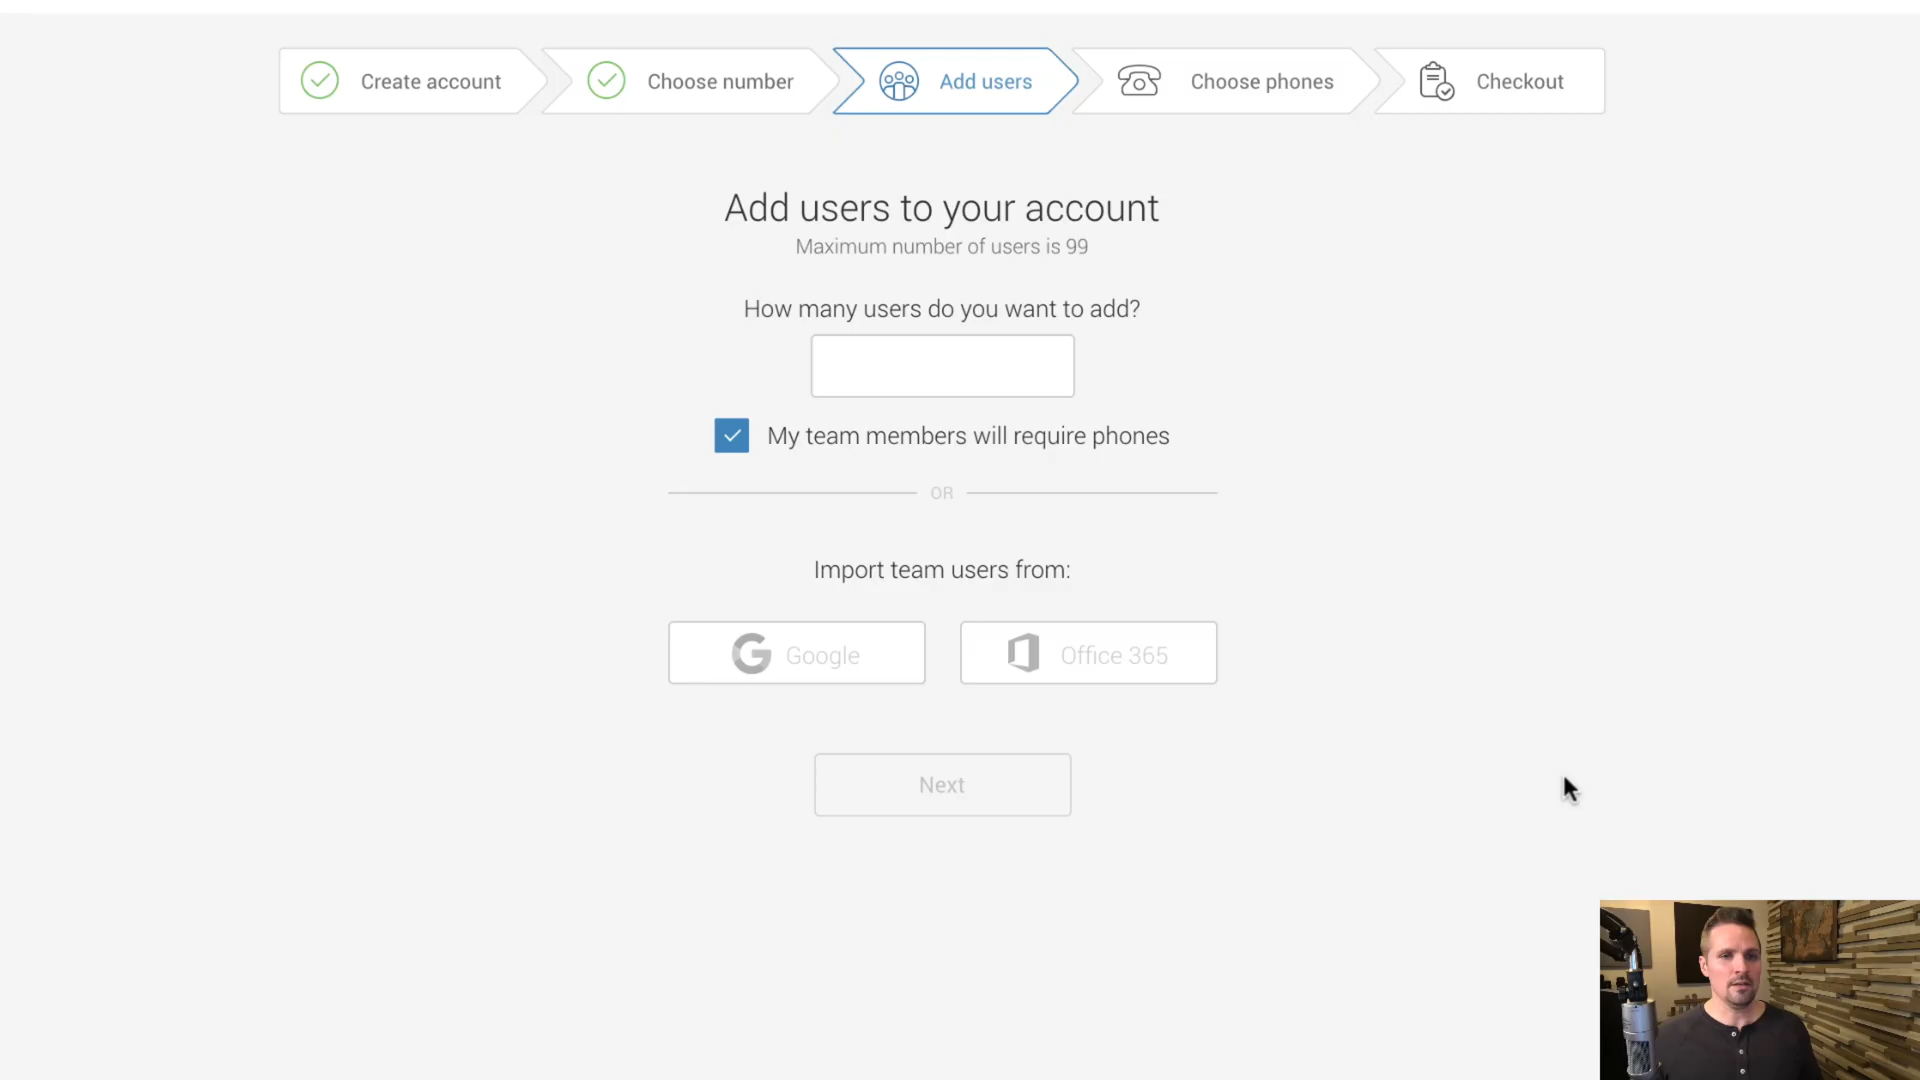 Create account
Choose number
Add users
Choose phones
Checkout
Add users to your account
Maximum number of users is 99
How many users do you want to add?
My team members will require phones
OR
Import team users from:
Google
Office 365
Next